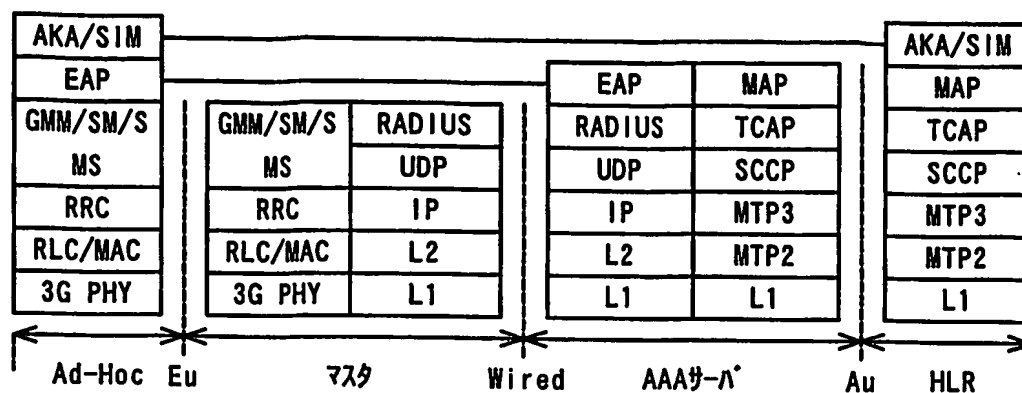 AKA/SIM
EAP
GMM/SM/S
MS
RRC
RLC/MAC
3G PHY
GMM/SM/S
MS
RRC
RLC/MAC
3G PHY
RADIUS
UDP
IP
L2
L1
EAP
RADIUS
UDP
IP
L2
L1
MAP
TCAP
SCCP
MTP3
MTP2
L1
AKA/SIM
MAP
TCAP
SCCP
MTP3
MTP2
L1
Ad-Hoc Eu マスタ Wired AAAサーバ Au HLR